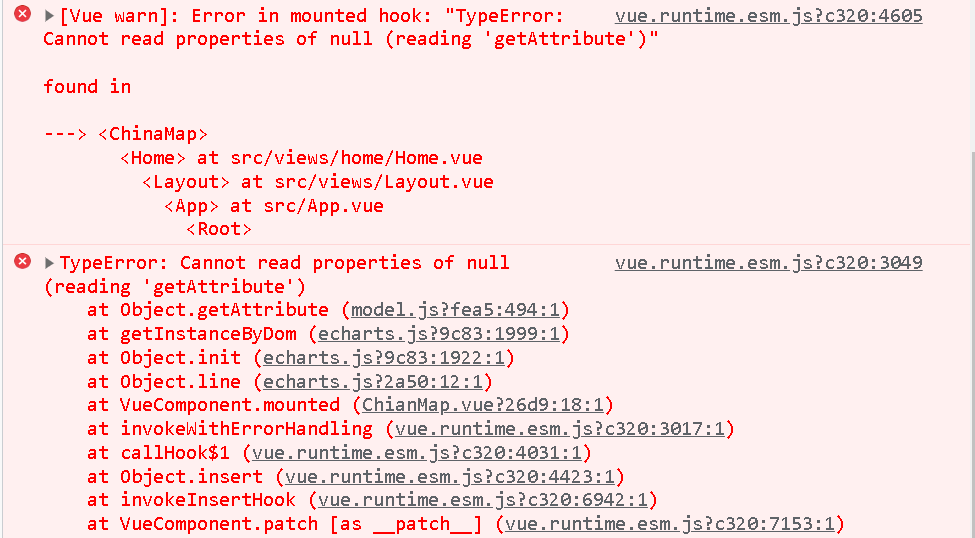 [Vue warn]: Error in mounted hook: "TypeError: vue.runtime.esm.js?c320:4605
Cannot read properties of null (reading 'getAttribute')"
found in
---> <ChinaMap>
<Home> at src/views/home/Home.vue
<Layout> at src/views/Layout.vue
<App> at src/App.vue
<Root>
TypeError: Cannot read properties of null vue.runtime.esm.js?c320:3049
(reading 'getAttribute')
at Object.getAttribute (model.js?fea5:494:1)
at getInstanceByDom (echarts.js?9c83:1999:1)
at Object.init (echarts.js?9c83:1922:1)
at Object.line (echarts.js?2a50:12:1)
at VueComponent.mounted (ChianMap.vue?26d9:18:1)
at invokeWithErrorHandling (vue.runtime.esm.js?c320:3017:1)
at callHook$1 (vue.runtime.esm.js?c320:4031:1)
at Object.insert (vue.runtime.esm.js?c320:4423:1)
at invokeInsertHook (vue.runtime.esm.js?c320:6942:1)
at VueComponent.patch [as __patch__] (vue.runtime.esm.js?c320:7153:1)